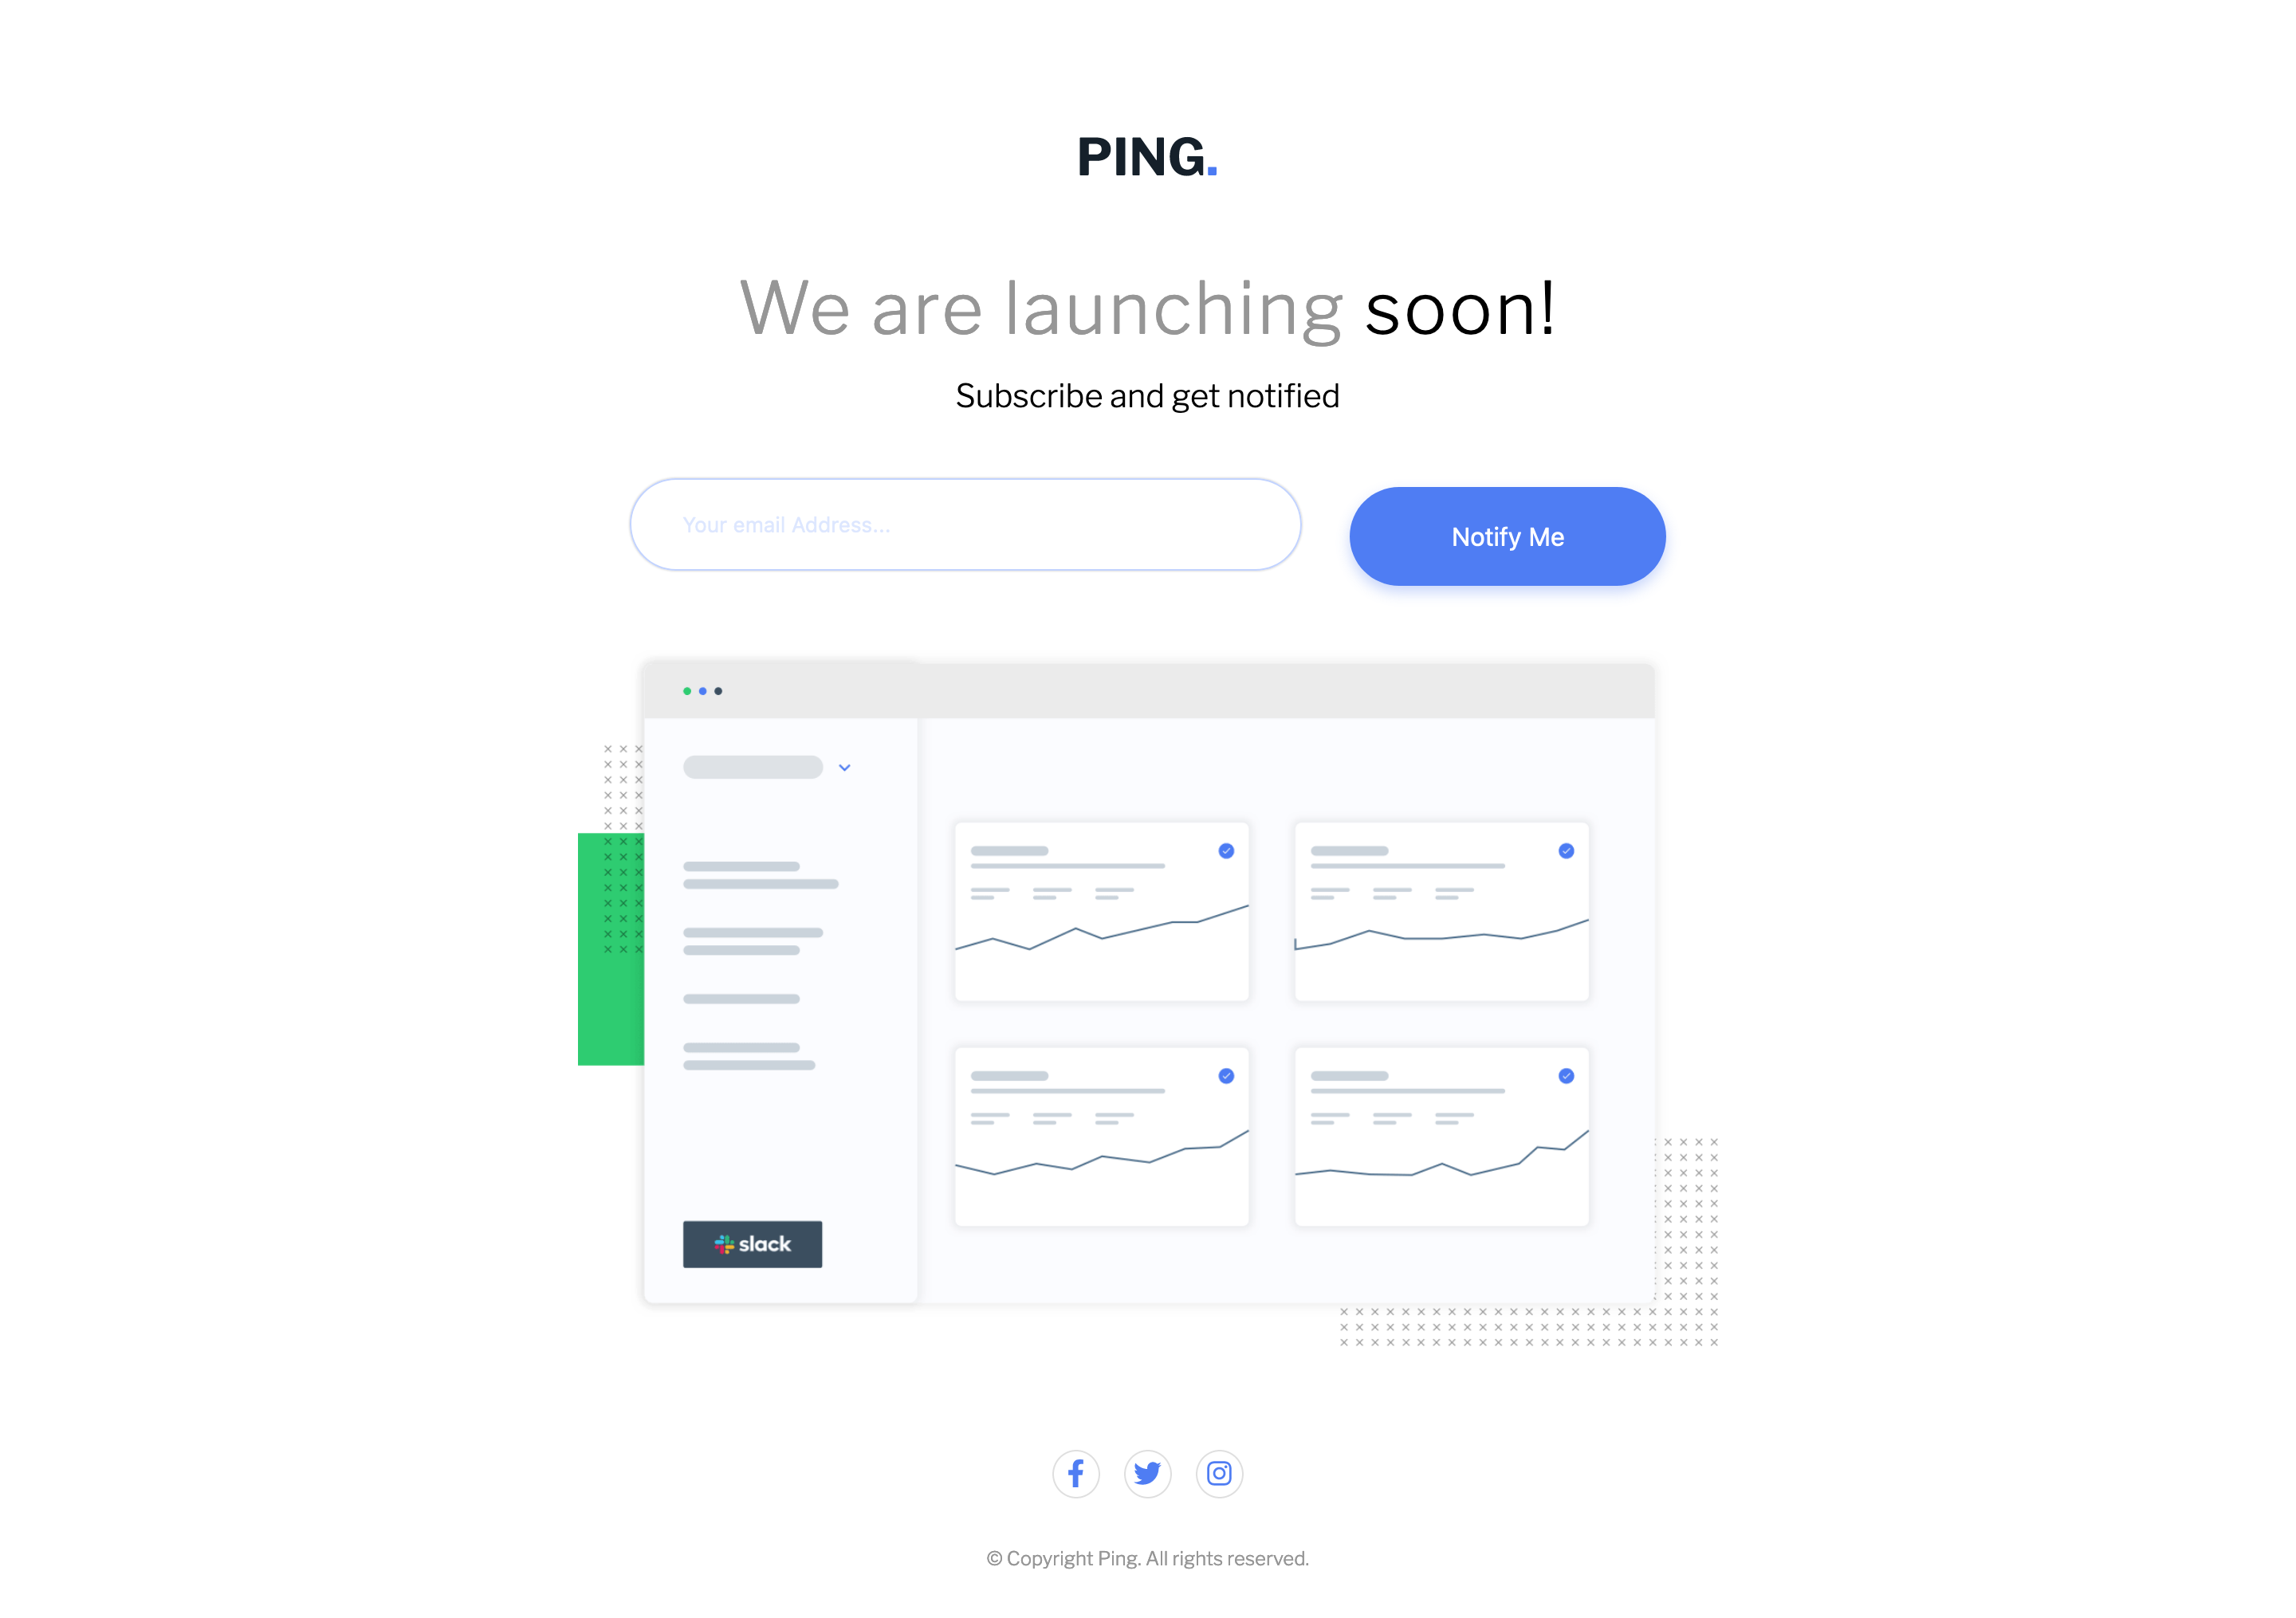 PING.
We are launching soon!
Subscribe and get notified
Your email Address...
Notify Me
slack
© Copyright Ping. All rights reserved.